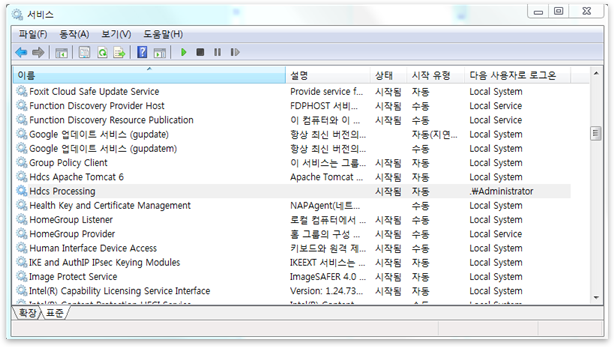 서비스
파일(F) 동작(A) 보기(V) 도움말(H)
이름 설명 상태 시작 유형 다음 사용자로 로그온
Foxit Cloud Safe Update Service Provide service f... 시작됨 자동 Local System
Function Discovery Provider Host FDPHOST 서비... 시작됨 수동 Local Service
Function Discovery Resource Publication 이 컴퓨터와 이 ... 시작됨 수동 Local Service
Google 업데이트 서비스 (gupdate) 항상 최신 버전의... 자동(지연... Local System
Google 업데이트 서비스 (gupdatem) 항상 최신 버전의... 수동 Local System
Group Policy Client 이 서비스는 그룹... 시작됨 자동 Local System
Hdcs Apache Tomcat 6 Apache Tomcat ... 시작됨 자동 Local System
Hdcs Processing 시작됨 자동 .₩Administrator
Health Key and Certificate Management NAPAgent(네트... 수동 Local System
HomeGroup Listener 로컬 컴퓨터에서 ... 시작됨 수동 Local System
HomeGroup Provider 홈 그룹의 구성 ... 시작됨 수동 Local Service
Human Interface Device Access 키보드와 원격 제... 시작됨 수동 Local System
IKE and AuthIP IPsec Keying Modules IKEEXT 서비스는 ... 시작됨 자동 Local System
Image Protect Service ImageSAFER 4.0 ... 시작됨 자동 Local System
Intel(R) Capability Licensing Service Interface Version: 1.24.73... 시작됨 자동 Local System
Intel(R) Content Protection HECI Service Intel(R) Content ... 수동 Local System
확장 표준